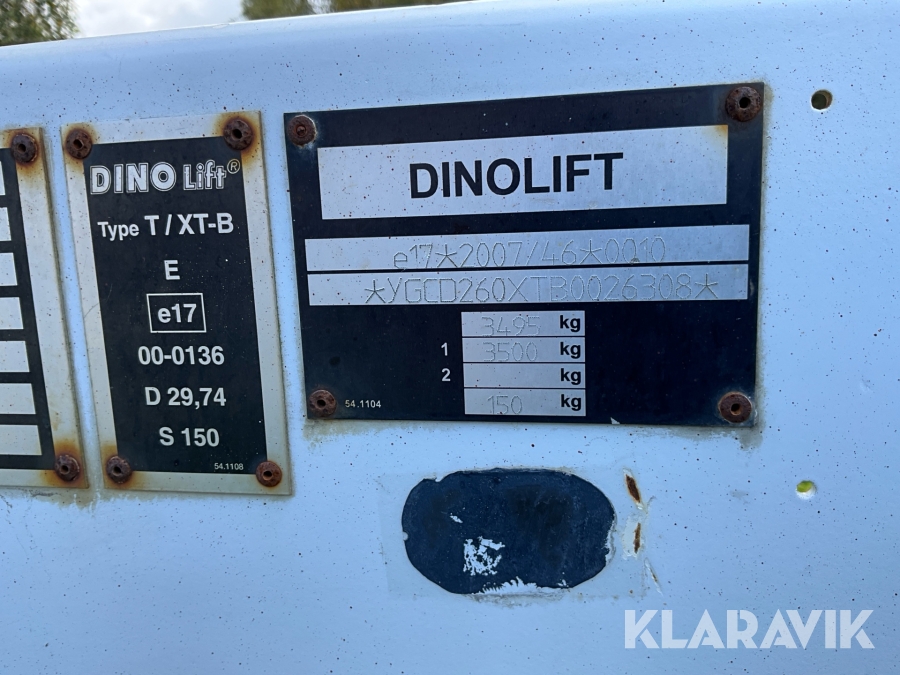 DINO Lift®
Type T / XT-B
E
e17
00-0136
D 29,74
S 150
54.1108
DINOLIFT
e17*2007/46*0010
*YGCD260XTB0026308*
3495 kg
1 3500 kg
2 kg
150 kg
54.1104
KLARAVIK